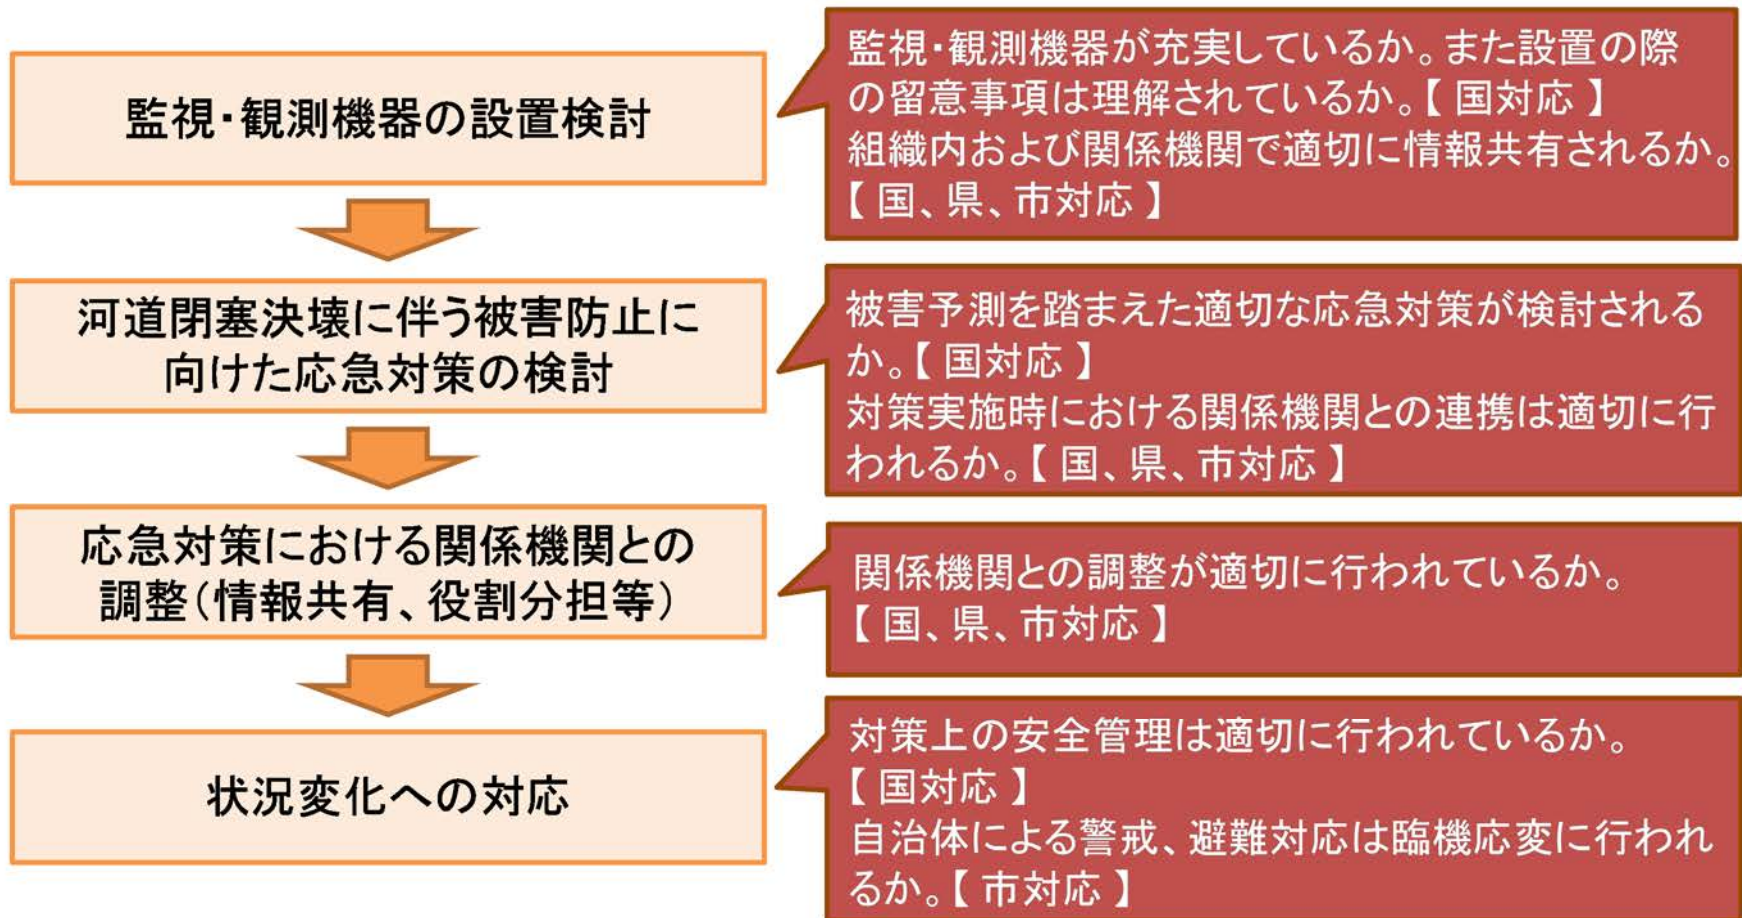 監視・観測機器の設置検討
監視・観測機器が充実しているか。また設置の際
の留意事項は理解されているか。【 国対応 】
組織内および関係機関で適切に情報共有されるか。
【 国、県、市対応 】
河道閉塞決壊に伴う被害防止に
向けた応急対策の検討
被害予測を踏まえた適切な応急対策が検討される
か。【 国対応 】
対策実施時における関係機関との連携は適切に行
われるか。【 国、県、市対応 】
応急対策における関係機関との
調整(情報共有、役割分担等)
関係機関との調整が適切に行われているか。
【 国、県、市対応 】
状況変化への対応
対策上の安全管理は適切に行われているか。
【 国対応 】
自治体による警戒、避難対応は臨機応変に行われ
るか。【 市対応 】